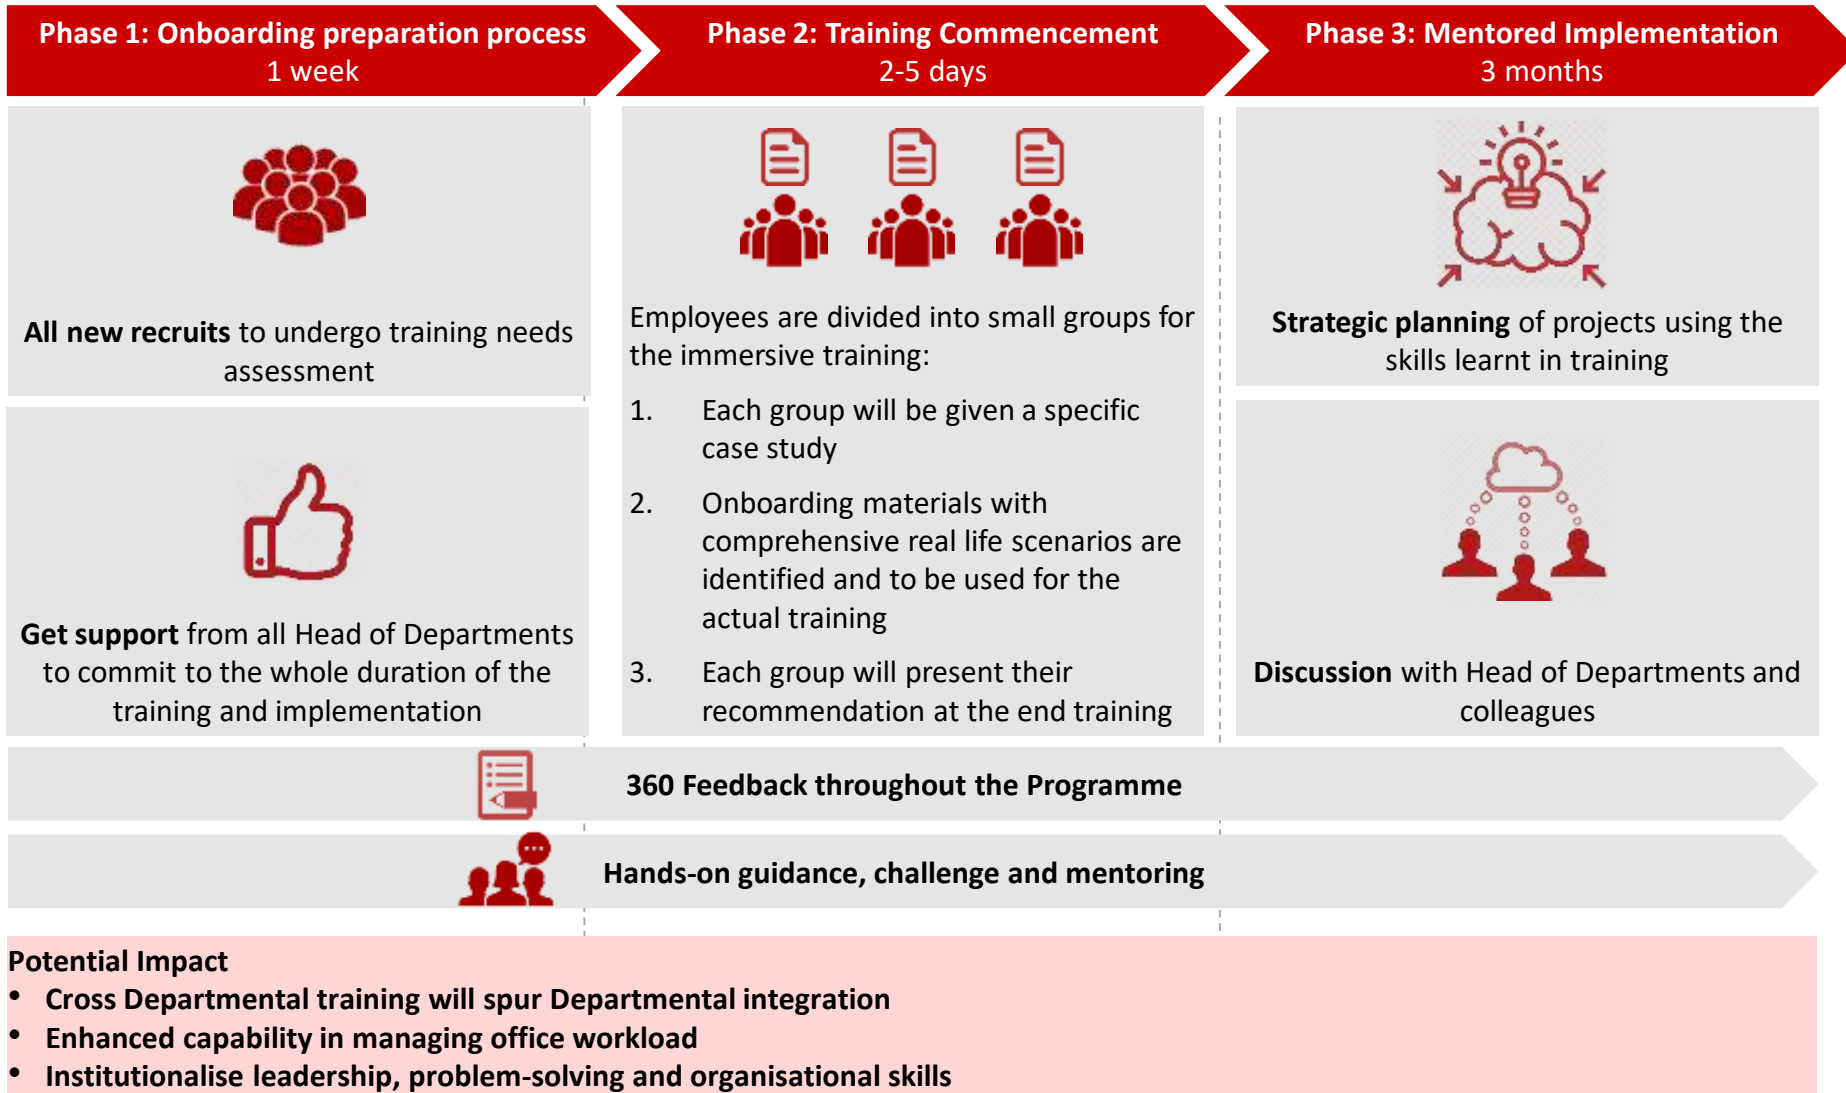 Phase 1: Onboarding preparation process
1 week
Phase 2: Training Commencement
2-5 days
Phase 3: Mentored Implementation
3 months
All new recruits to undergo training needs
assessment
Get support from all Head of Departments
to commit to the whole duration of the
training and implementation
Employees are divided into small groups for
the immersive training:
1. Each group will be given a specific
case study
2. Onboarding materials with
comprehensive real life scenarios are
identified and to be used for the
actual training
3. Each group will present their
recommendation at the end training
Strategic planning of projects using the
skills learnt in training
Discussion with Head of Departments and
colleagues
360 Feedback throughout the Programme
Hands-on guidance, challenge and mentoring
Potential Impact
• Cross Departmental training will spur Departmental integration
• Enhanced capability in managing office workload
• Institutionalise leadership, problem-solving and organisational skills